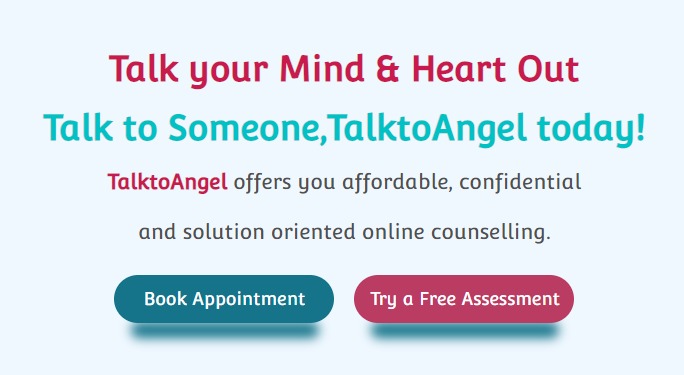 Talk your Mind & Heart Out
Talk to Someone,TalktoAngel today!
TalktoAngel offers you affordable, confidential
and solution oriented online counselling.
Book Appointment
Try a Free Assessment